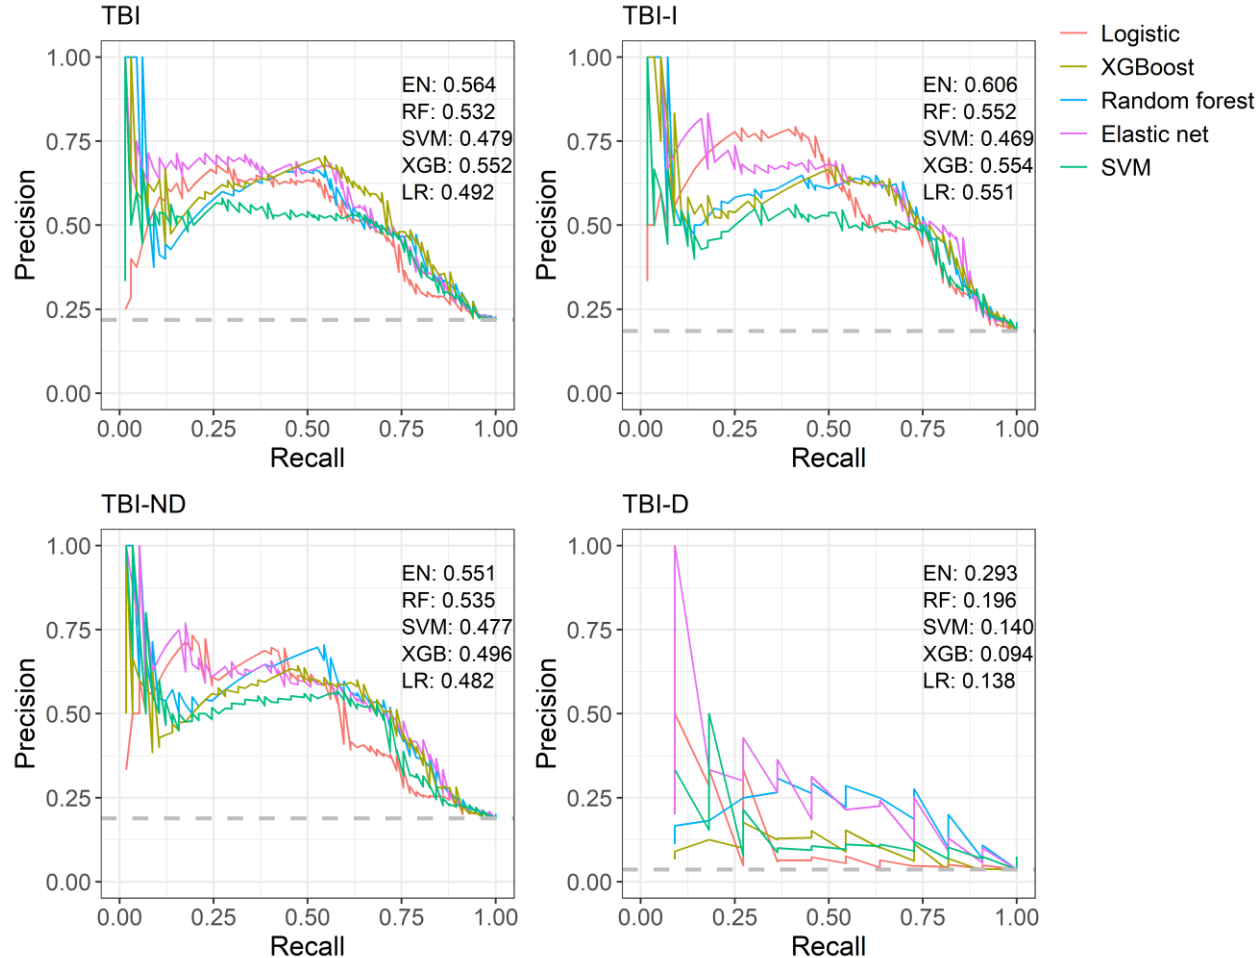 TBI
1.00
0.75
0.50
0.25
0.00
Precision
EN: 0.564
RF: 0.532
SVM: 0.479
XGB: 0.552
LR: 0.492
0.00 0.25 0.50 0.75 1.00
Recall
TBI-I
1.00
0.75
0.50
0.25
0.00
Precision
EN: 0.606
RF: 0.552
SVM: 0.469
XGB: 0.554
LR: 0.551
0.00 0.25 0.50 0.75 1.00
Recall
Logistic
XGBoost
Random forest
Elastic net
SVM
TBI-ND
1.00
0.75
0.50
0.25
0.00
Precision
EN: 0.551
RF: 0.535
SVM: 0.477
XGB: 0.496
LR: 0.482
0.00 0.25 0.50 0.75 1.00
Recall
TBI-D
1.00
0.75
0.50
0.25
0.00
Precision
EN: 0.293
RF: 0.196
SVM: 0.140
XGB: 0.094
LR: 0.138
0.00 0.25 0.50 0.75 1.00
Recall